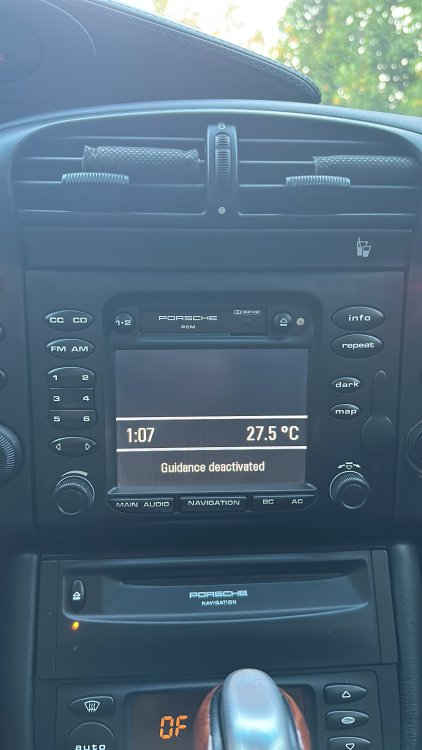 PORSCHE
PCM
CC CD
1·2
info
FM AM
repeat
1 2
3 4
5 6
dark
map
1:07
27.5 °C
Guidance deactivated
MAIN AUDIO
NAVIGATION
BC AC
PORSCHE
NAVIGATION
OF
auto